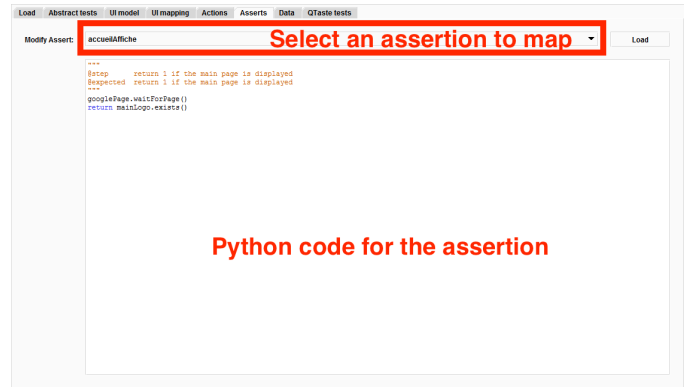 Load Abstract tests UI model UI mapping Actions Asserts Data QTaste tests
Modify Assert: accueilAffiche Select an assertion to map Load
"""
@step return 1 if the main page is displayed
@expected return 1 if the main page is displayed
"""
googlePage.waitForPage()
return mainLogo.exists()
Python code for the assertion